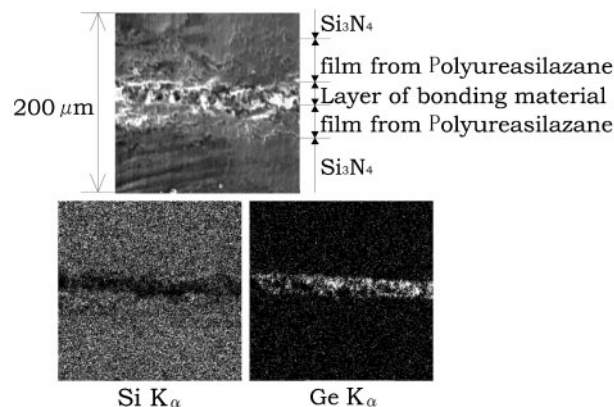 Si₃N₄
film from Polyureasilazane
200 μm
Layer of bonding material
film from Polyureasilazane
Si₃N₄
Si Kα
Ge Kα